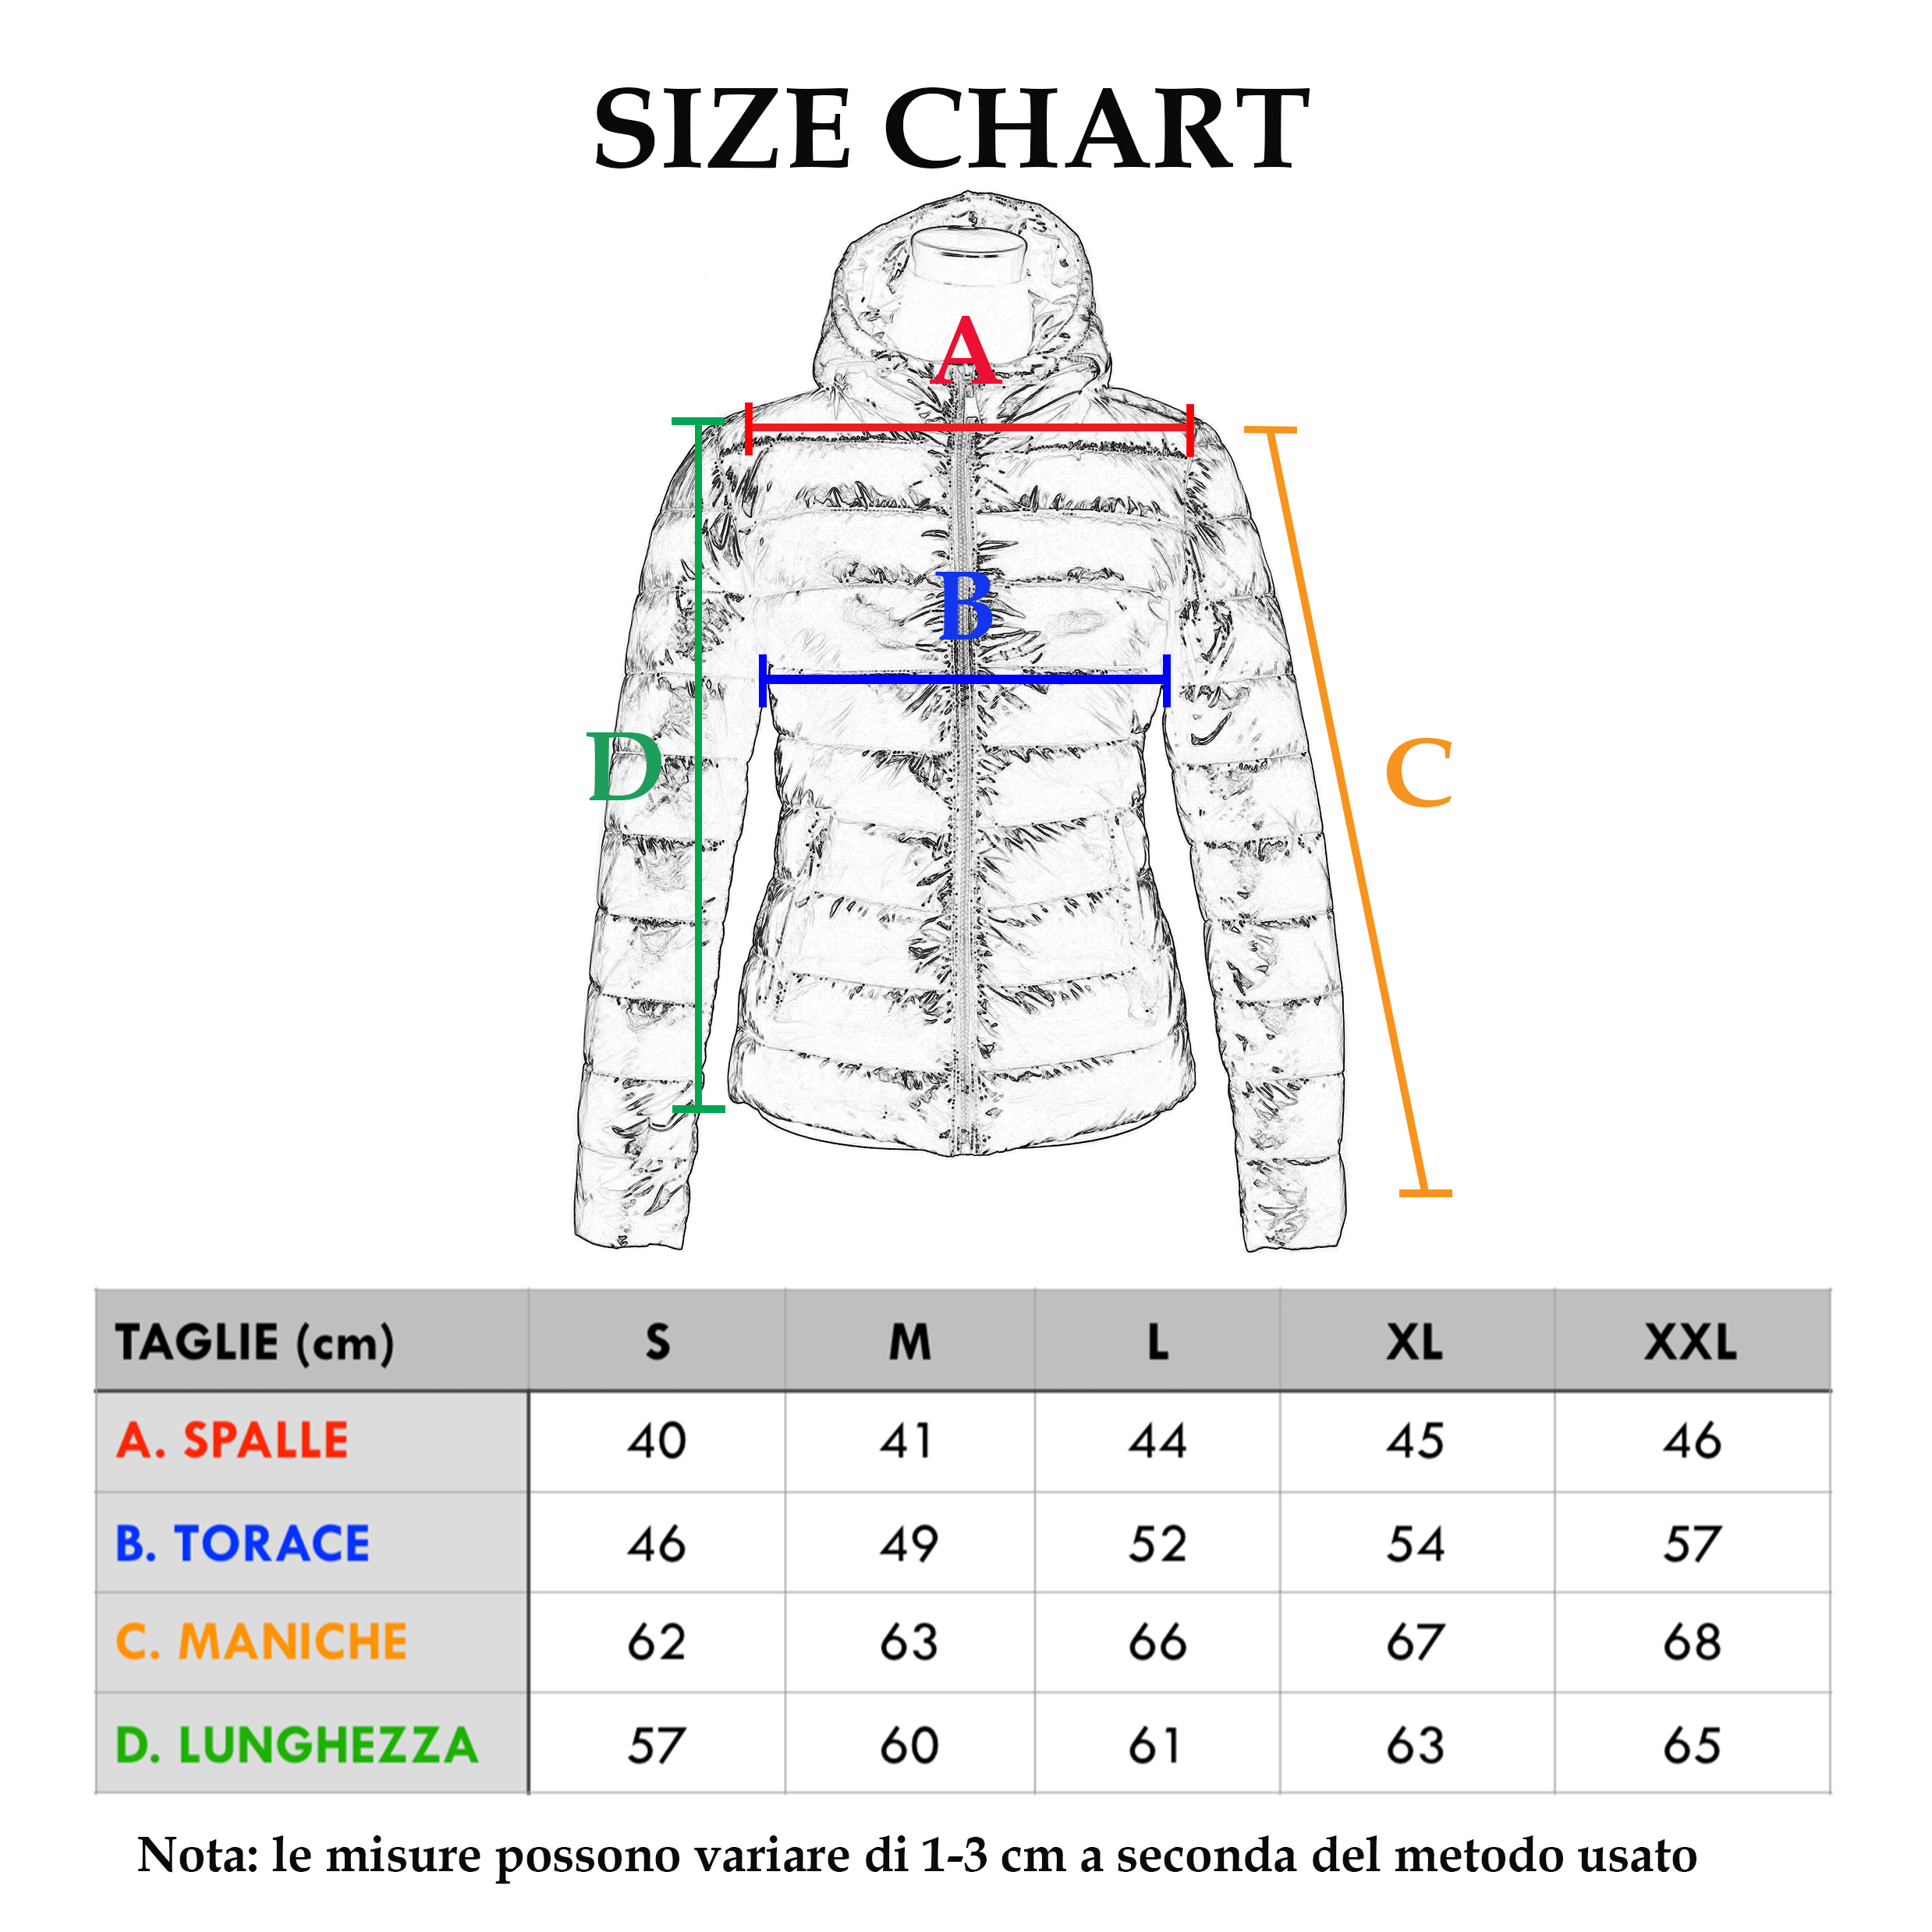 SIZE CHART
A
B
D
C
TAGLIE (cm) S M L XL XXL
A. SPALLE 40 41 44 45 46
B. TORACE 46 49 52 54 57
C. MANICHE 62 63 66 67 68
D. LUNGHEZZA 57 60 61 63 65
Nota: le misure possono variare di 1-3 cm a seconda del metodo usato